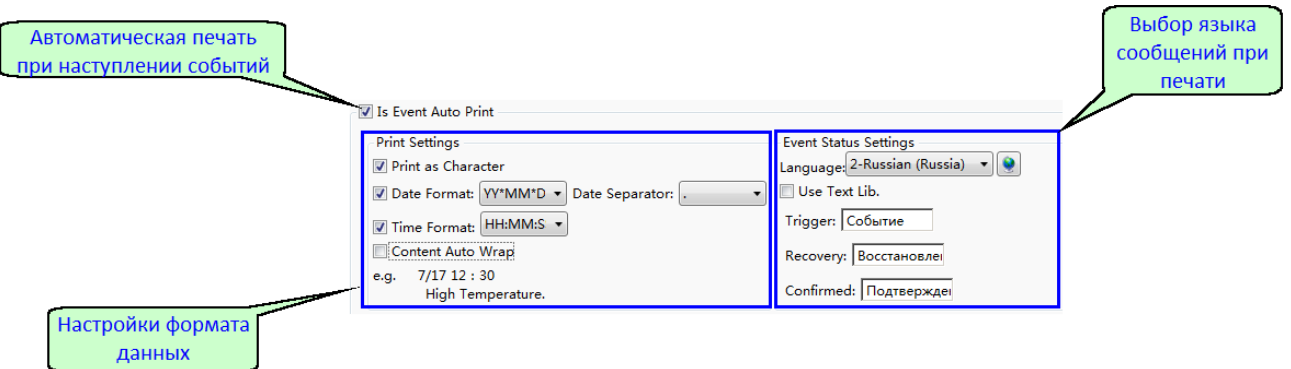 Автоматическая печать
при наступлении событий
Выбор языка
сообщений при
печати
Is Event Auto Print
Print Settings
Print as Character
Date Format: YY*MM*D Date Separator: .
Time Format: HH:MM:S
Content Auto Wrap
e.g. 7/17 12 : 30
High Temperature.
Event Status Settings
Language: 2-Russian (Russia)
Use Text Lib.
Trigger: Событие
Recovery: Восстановлен
Confirmed: Подтвержден
Настройки формата
данных